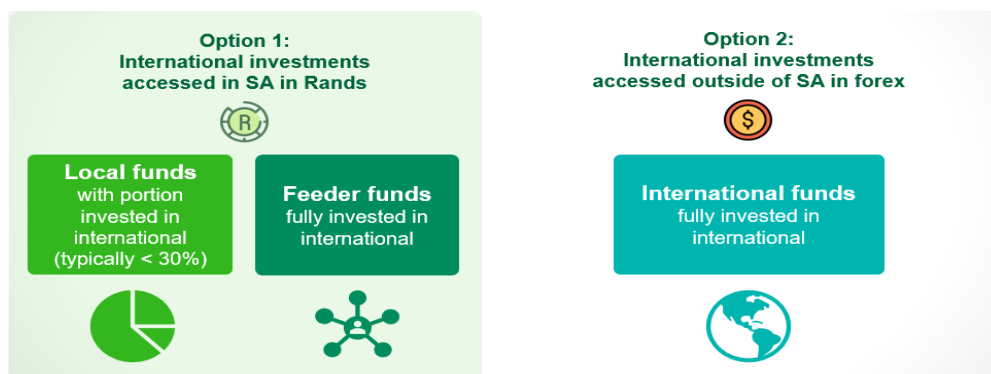 Option 1:
International investments
accessed in SA in Rands
R
Local funds
with portion
invested in
international
(typically < 30%)
Feeder funds
fully invested in
international
Option 2:
International investments
accessed outside of SA in forex
$
International funds
fully invested in
international